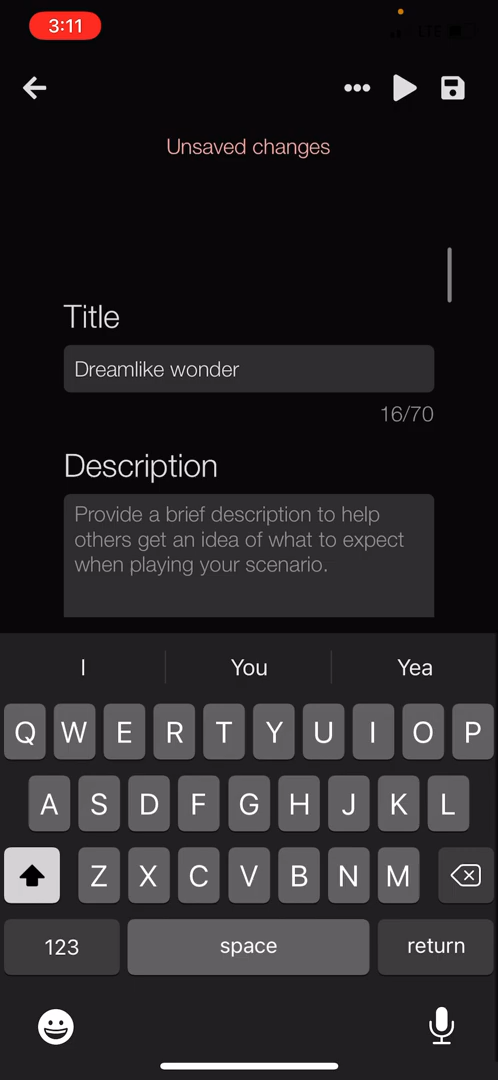 3:11
LTE
Unsaved changes
Title
Dreamlike wonder
16/70
Description
Provide a brief description to help
others get an idea of what to expect
when playing your scenario.
I You Yea
Q W E R T Y U I O P
A S D F G H J K L
Z X C V B N M
123 space return